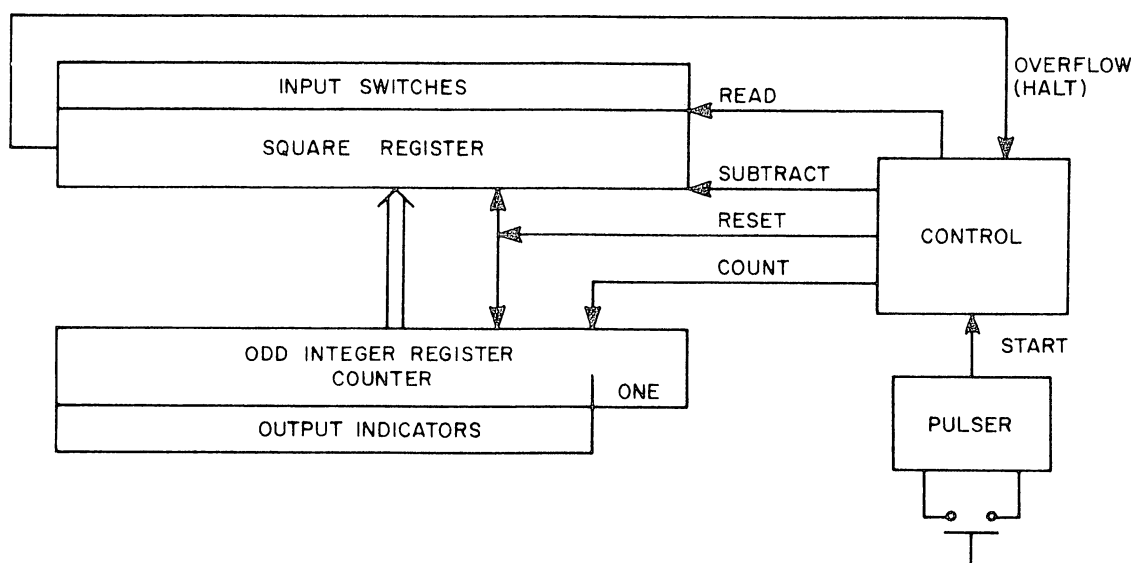 OVERFLOW
(HALT)
INPUT SWITCHES
READ
SQUARE REGISTER
SUBTRACT
RESET
CONTROL
COUNT
START
ODD INTEGER REGISTER
COUNTER
ONE
OUTPUT INDICATORS
PULSER